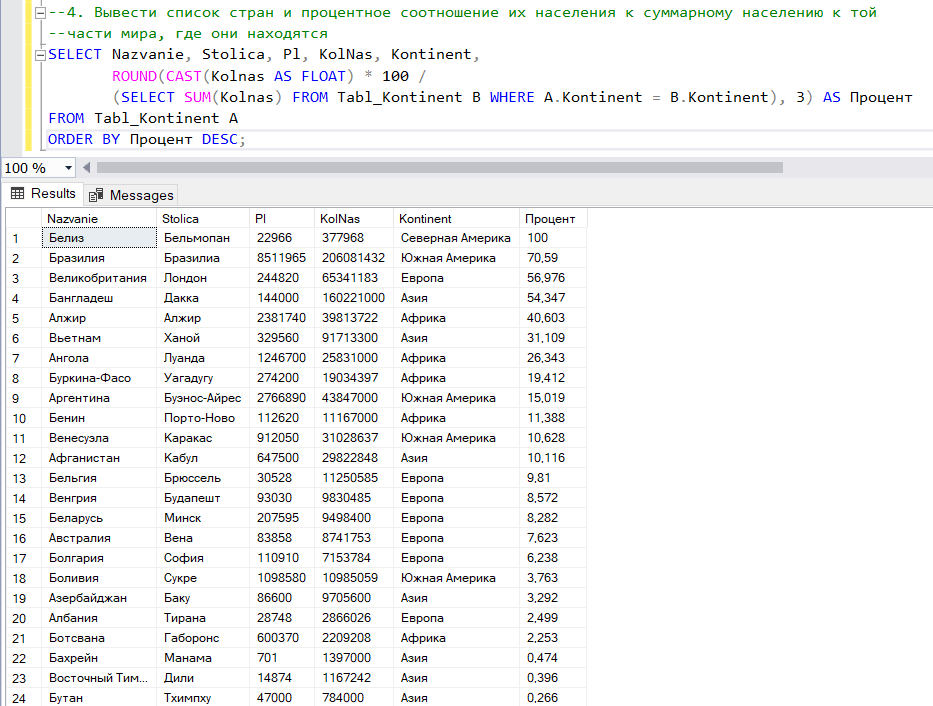 --4. Вывести список стран и процентное соотношение их населения к суммарному населению к той
--части мира, где они находятся
SELECT Nazvanie, Stolica, Pl, KolNas, Kontinent,
ROUND(CAST(Kolnas AS FLOAT) * 100 /
(SELECT SUM(Kolnas) FROM Tabl_Kontinent B WHERE A.Kontinent = B.Kontinent), 3) AS Процент
FROM Tabl_Kontinent A
ORDER BY Процент DESC;
100 %
Results Messages
Nazvanie Stolica Pl KolNas Kontinent Процент
1 Белиз Бельмопан 22966 377968 Северная Америка 100
2 Бразилия Бразилиа 8511965 206081432 Южная Америка 70,59
3 Великобритания Лондон 244820 65341183 Европа 56,976
4 Бангладеш Дакка 144000 160221000 Азия 54,347
5 Алжир Алжир 2381740 39813722 Африка 40,603
6 Вьетнам Ханой 329560 91713300 Азия 31,109
7 Ангола Луанда 1246700 25831000 Африка 26,343
8 Буркина-Фасо Уагадугу 274200 19034397 Африка 19,412
9 Аргентина Буэнос-Айрес 2766890 43847000 Южная Америка 15,019
10 Бенин Порто-Ново 112620 11167000 Африка 11,388
11 Венесуэла Каракас 912050 31028637 Южная Америка 10,628
12 Афганистан Кабул 647500 29822848 Азия 10,116
13 Бельгия Брюссель 30528 11250585 Европа 9,81
14 Венгрия Будапешт 93030 9830485 Европа 8,572
15 Беларусь Минск 207595 9498400 Европа 8,282
16 Австралия Вена 83858 8741753 Европа 7,623
17 Болгария София 110910 7153784 Европа 6,238
18 Боливия Сукре 1098580 10985059 Южная Америка 3,763
19 Азербайджан Баку 86600 9705600 Азия 3,292
20 Албания Тирана 28748 2866026 Европа 2,499
21 Ботсвана Габоронс 600370 2209208 Африка 2,253
22 Бахрейн Манама 701 1397000 Азия 0,474
23 Восточный Тим... Дили 14874 1167242 Азия 0,396
24 Бутан Тхимпху 47000 784000 Азия 0,266